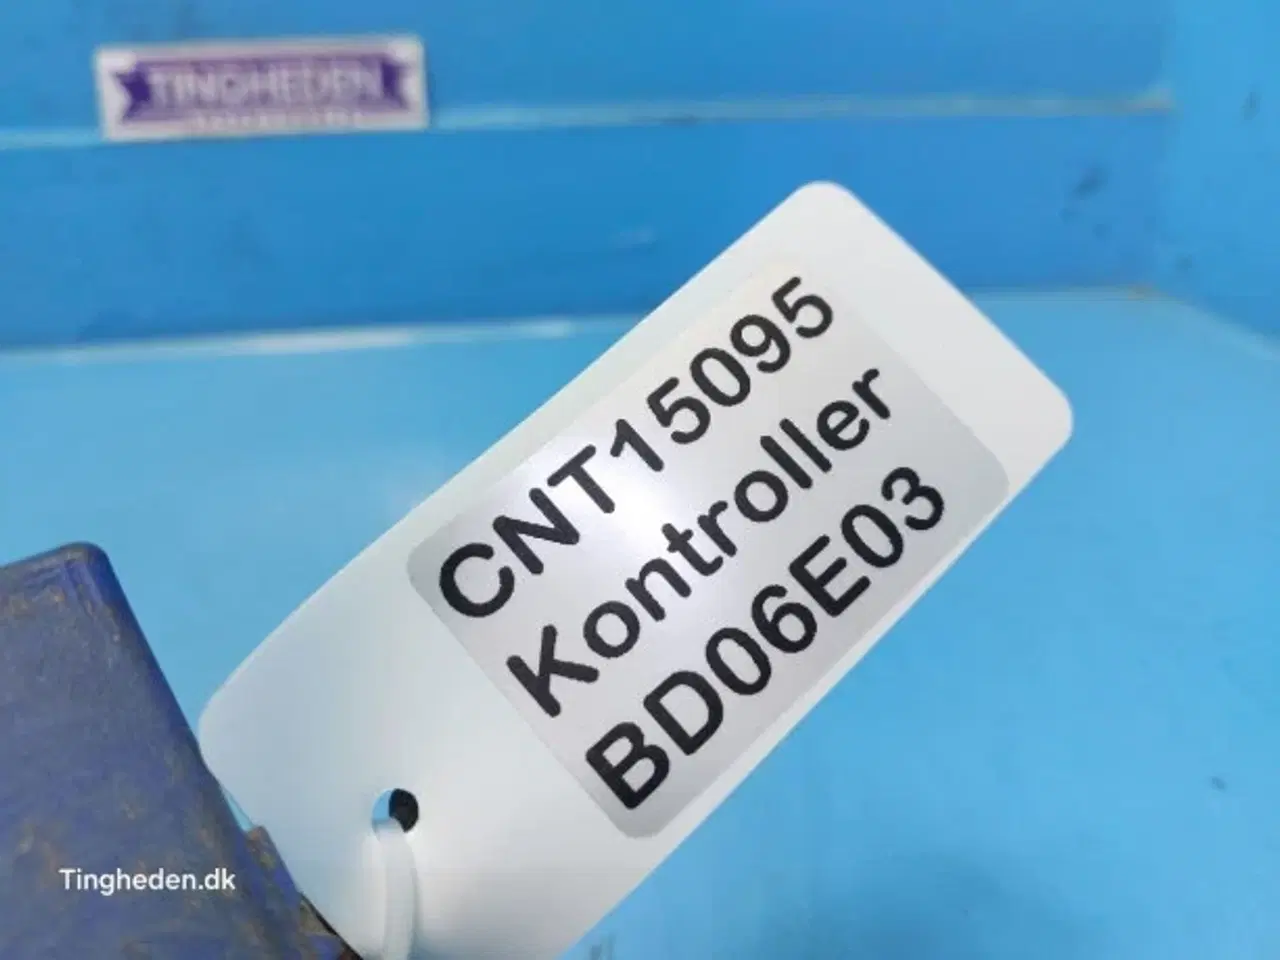 TINGHEDEN
CNT15095
Kontroller
BD06E03
Tingheden.dk